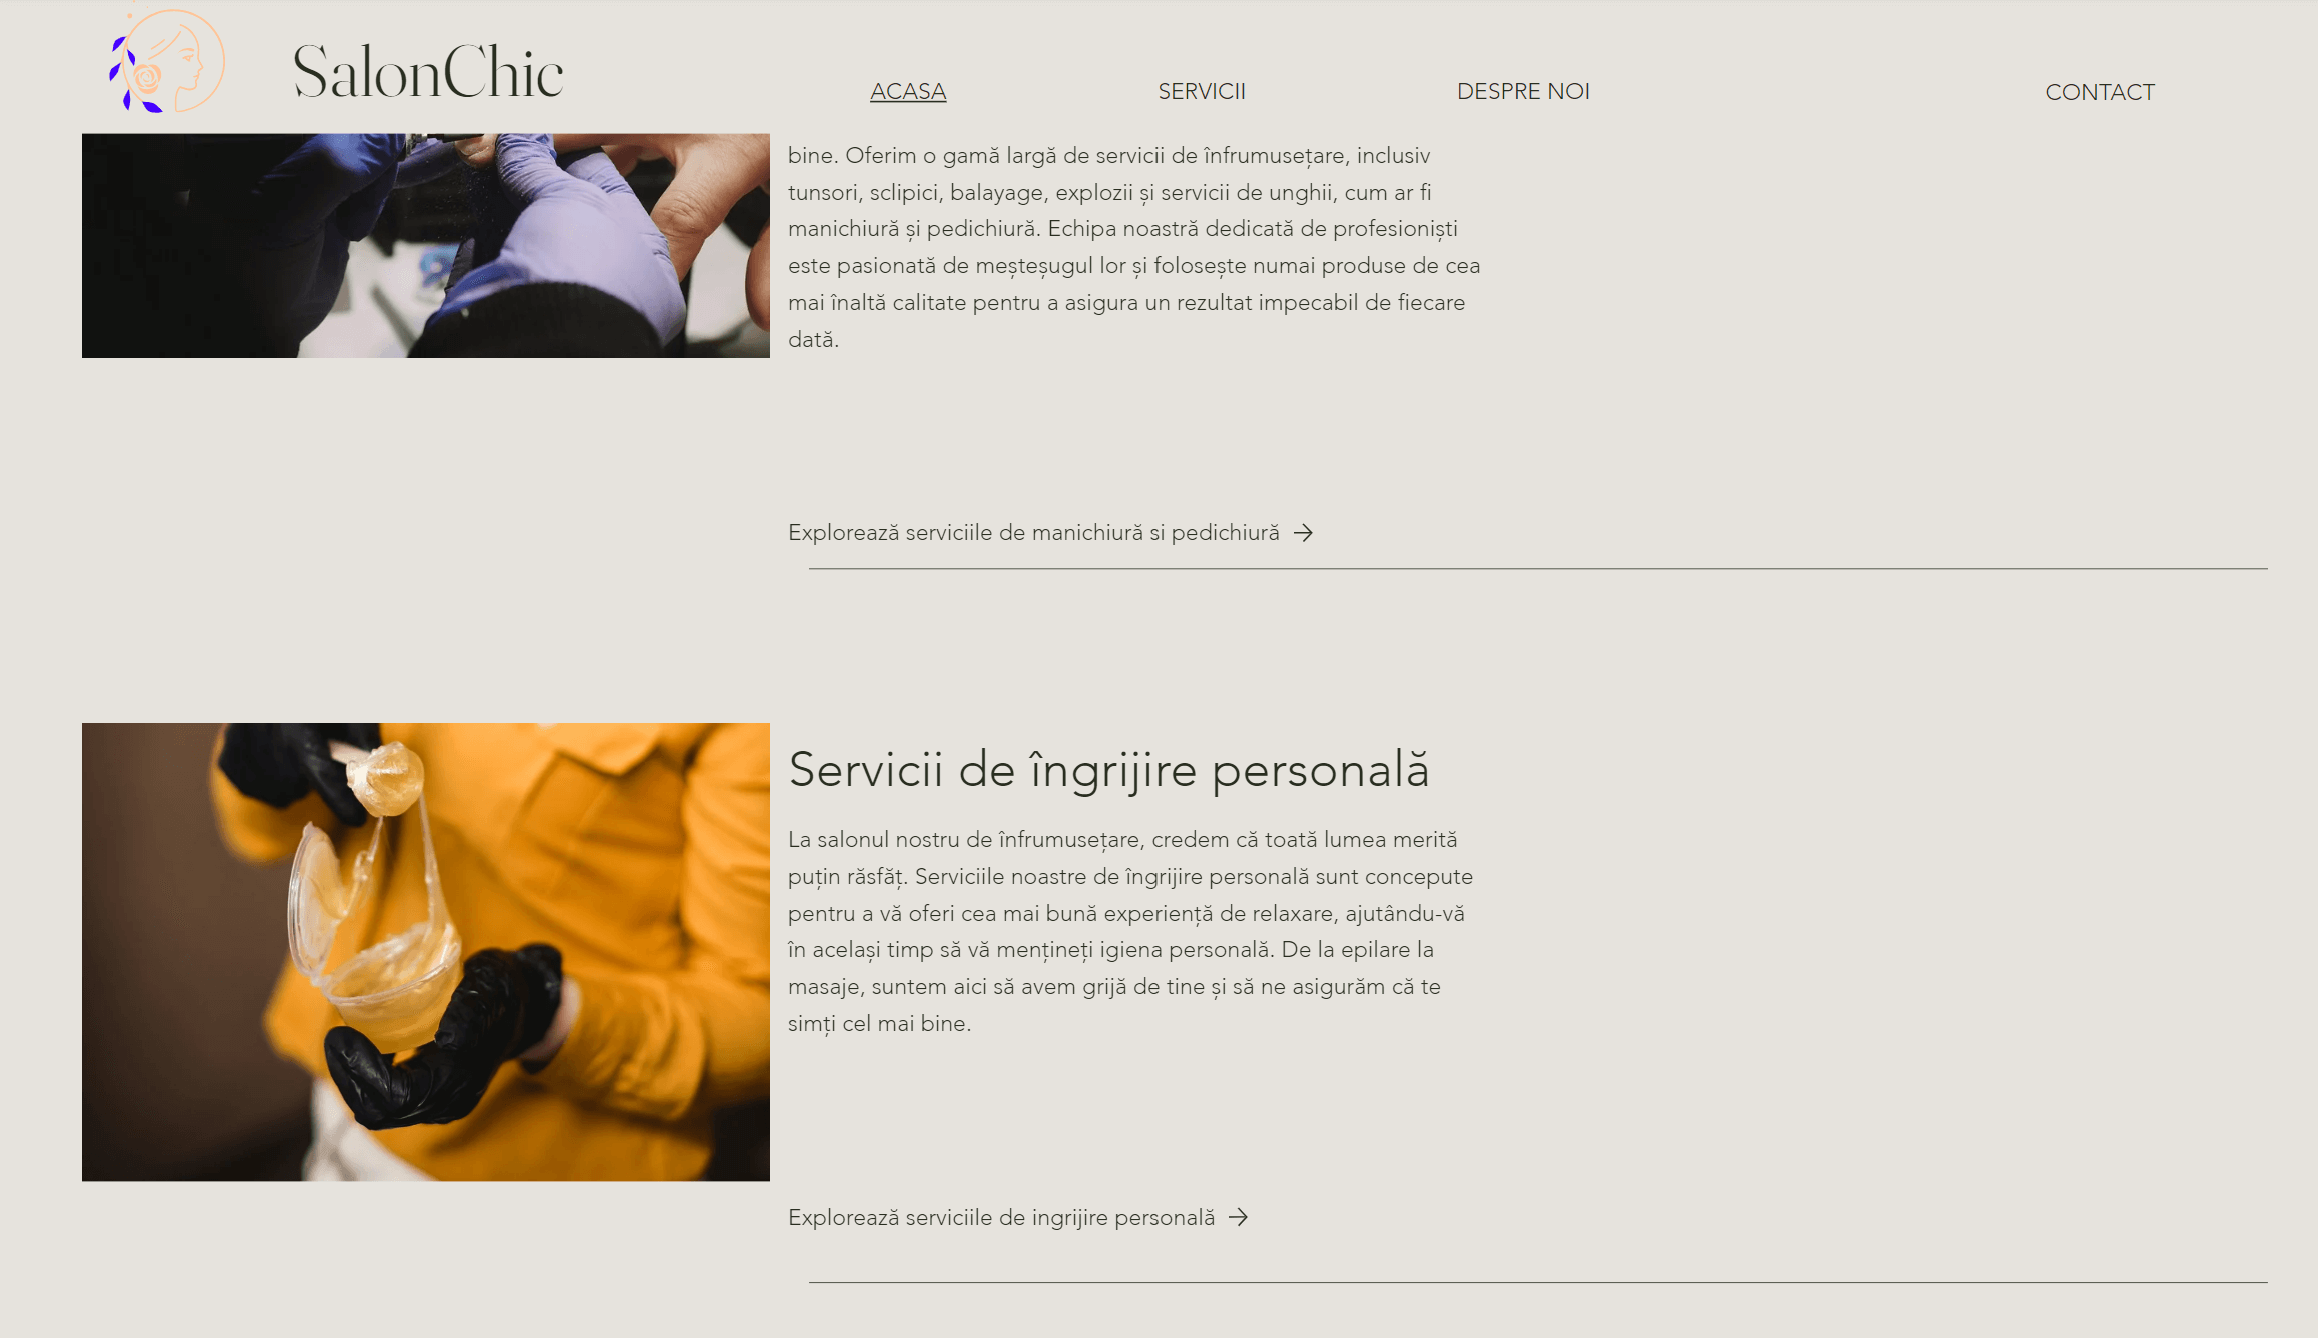 SalonChic
ACASA
SERVICII
DESPRE NOI
CONTACT
bine. Oferim o gamă largă de servicii de înfrumusețare, inclusiv
tunsori, sclipici, balayage, explozii și servicii de unghii, cum ar fi
manichiură și pedichiură. Echipa noastră dedicată de profesioniști
este pasionată de meșteșugul lor și folosește numai produse de cea
mai înaltă calitate pentru a asigura un rezultat impecabil de fiecare
dată.
Explorează serviciile de manichiură si pedichiură →
Servicii de îngrijire personală
La salonul nostru de înfrumusețare, credem că toată lumea merită
puțin răsfăț. Serviciile noastre de îngrijire personală sunt concepute
pentru a vă oferi cea mai bună experiență de relaxare, ajutându-vă
în același timp să vă mențineți igiena personală. De la epilare la
masaje, suntem aici să avem grijă de tine și să ne asigurăm că te
simți cel mai bine.
Explorează serviciile de ingrijire personală →